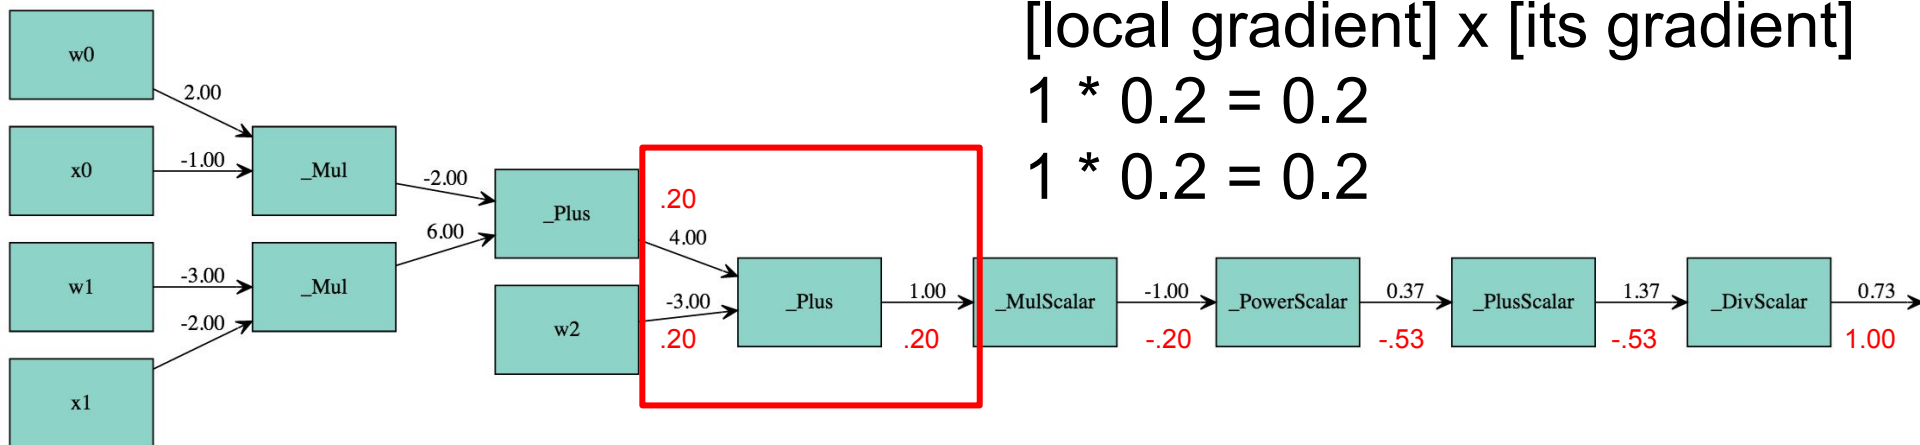 [local gradient] x [its gradient]
1 * 0.2 = 0.2
1 * 0.2 = 0.2
w0
2.00
x0
-1.00
_Mul
-2.00
_Plus
.20
4.00
w1
-3.00
_Mul
6.00
-2.00
x1
w2
-3.00
.20
_Plus
1.00
.20
_MulScalar
-1.00
-.20
_PowerScalar
0.37
-.53
_PlusScalar
1.37
-.53
_DivScalar
0.73
1.00